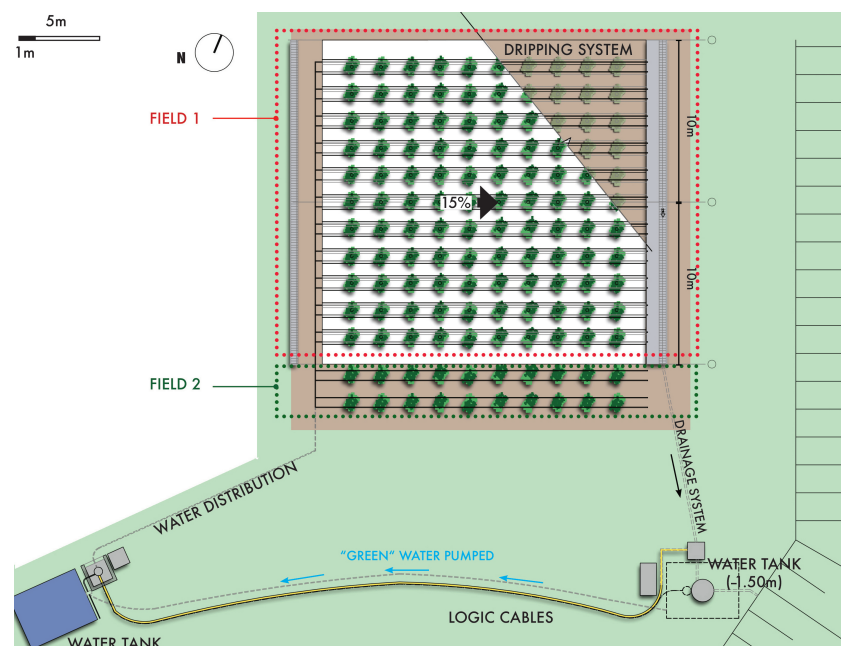 5m
1m
N
DRIPPING SYSTEM
FIELD 1
10m
15%
10m
FIELD 2
DRAINAGE SYSTEM
WATER DISTRIBUTION
"GREEN" WATER PUMPED
WATER TANK
(-1.50m)
LOGIC CABLES
WATER TANK